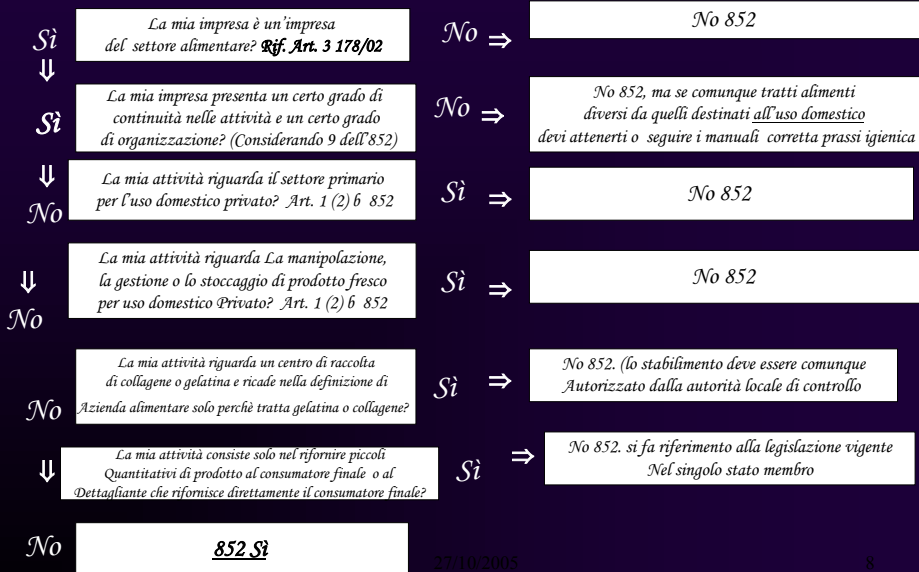 Sì
La mia impresa è un'impresa
del settore alimentare? Rif. Art. 3 178/02
No ⇒
No 852
⇓
Sì
La mia impresa presenta un certo grado di
continuità nelle attività e un certo grado
di organizzazione? (Considerando 9 dell'852)
No ⇒
No 852, ma se comunque tratti alimenti
diversi da quelli destinati all'uso domestico
devi attenerti o seguire i manuali corretta prassi igienica
⇓
No
La mia attività riguarda il settore primario
per l'uso domestico privato? Art. 1 (2) b 852
Sì ⇒
No 852
⇓
No
La mia attività riguarda La manipolazione,
la gestione o lo stoccaggio di prodotto fresco
per uso domestico Privato? Art. 1 (2) b 852
Sì ⇒
No 852
No
La mia attività riguarda un centro di raccolta
di collagene o gelatina e ricade nella definizione di
Azienda alimentare solo perchè tratta gelatina o collagene?
Sì ⇒
No 852. (lo stabilimento deve essere comunque
Autorizzato dalla autorità locale di controllo
⇓
La mia attività consiste solo nel rifornire piccoli
Quantitativi di prodotto al consumatore finale o al
Dettagliante che rifornisce direttamente il consumatore finale?
Sì ⇒
No 852. si fa riferimento alla legislazione vigente
Nel singolo stato membro
No
852 Sì
27/10/2005
8